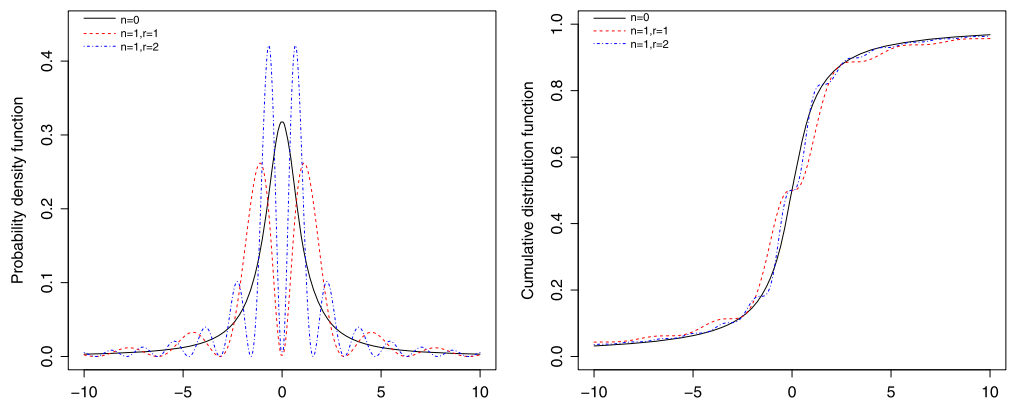 n=0
n=1,r=1
n=1,r=2
Probability density function
0.0 0.1 0.2 0.3 0.4
−10 −5 0 5 10
n=0
n=1,r=1
n=1,r=2
Cumulative distribution function
0.0 0.2 0.4 0.6 0.8 1.0
−10 −5 0 5 10